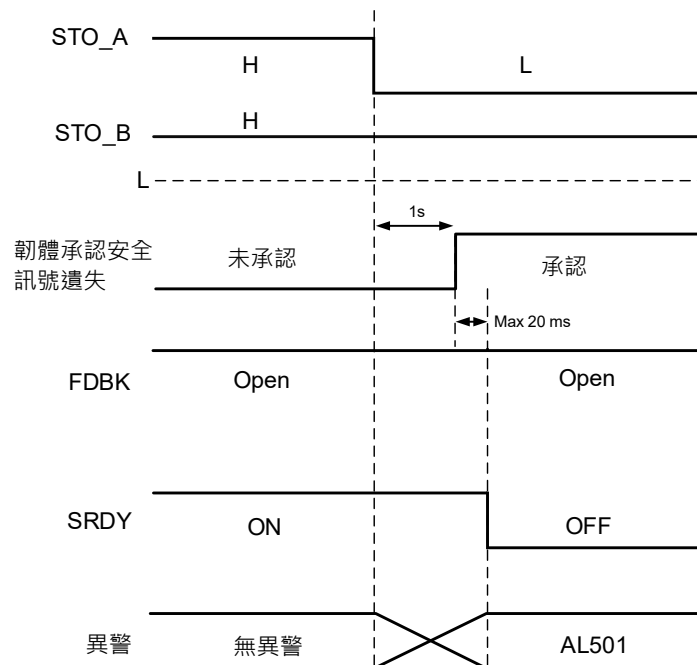 STO_A
H
L
STO_B
H
L
1s
韌體承認安全
訊號遺失
未承認
承認
Max 20 ms
FDBK
Open
Open
SRDY
ON
OFF
異警
無異警
AL501